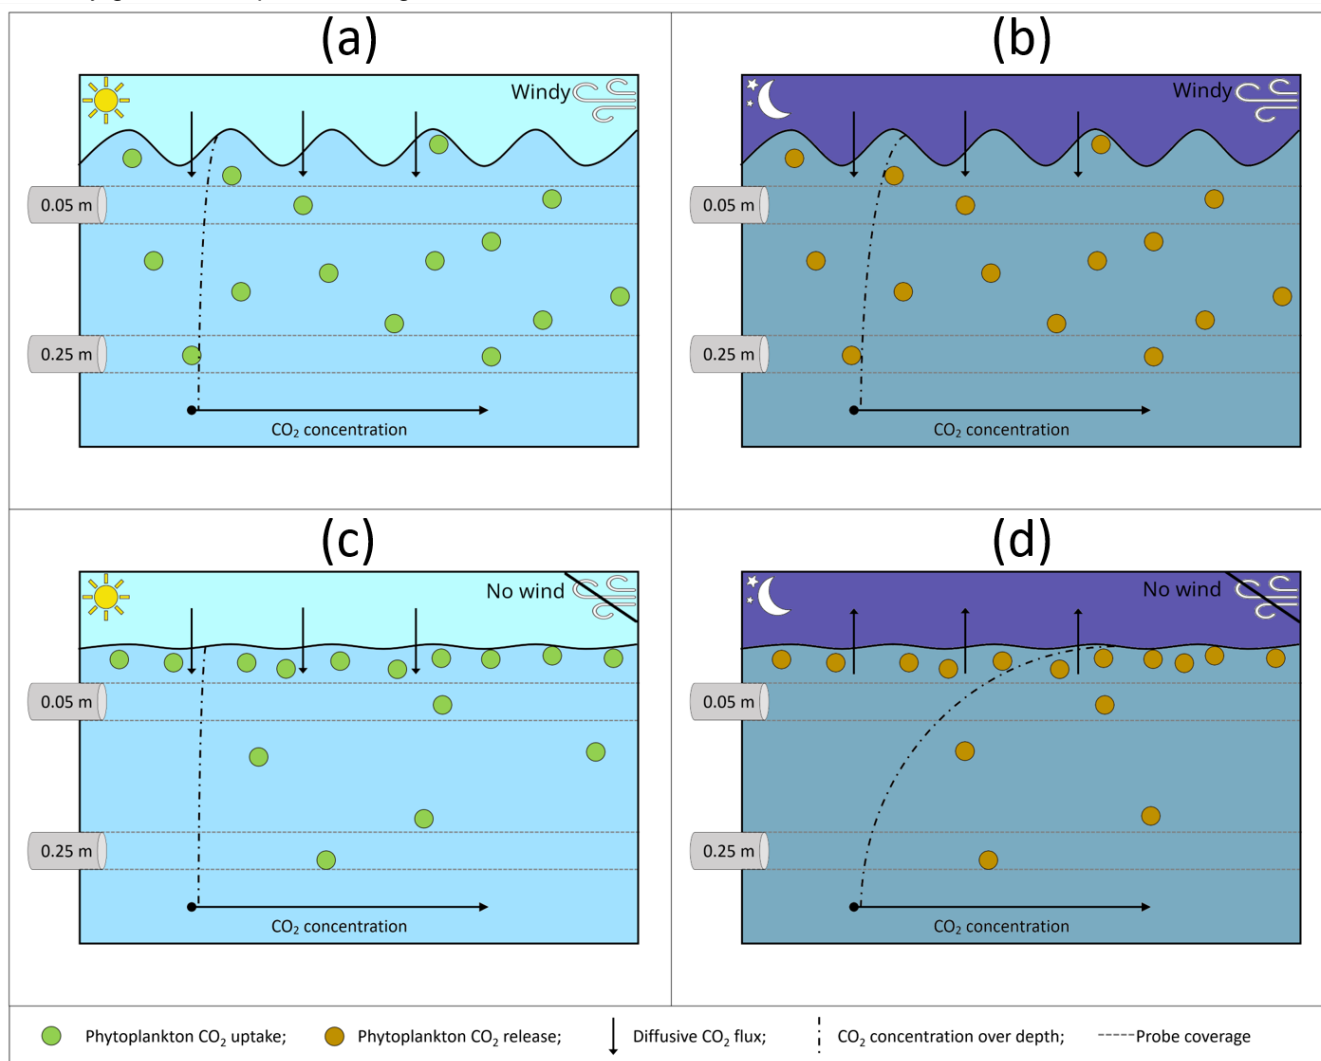 (a)
Windy
0.05 m
0.25 m
CO₂ concentration
(b)
Windy
0.05 m
0.25 m
CO₂ concentration
(c)
No wind
0.05 m
0.25 m
CO₂ concentration
(d)
No wind
0.05 m
0.25 m
CO₂ concentration
Phytoplankton CO₂ uptake; Phytoplankton CO₂ release; Diffusive CO₂ flux; CO₂ concentration over depth; Probe coverage